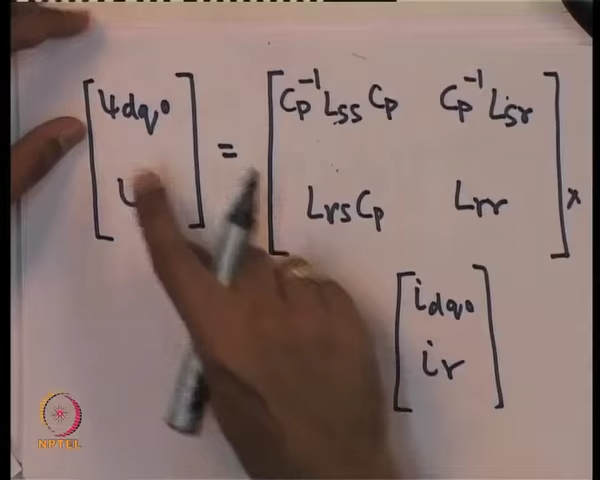 [ψdq0] = [Cp⁻¹ Lss Cp  Cp⁻¹ Lsr]
[Lrs Cp  Lrr] ×
[idq0]
[ir]
NPTEL